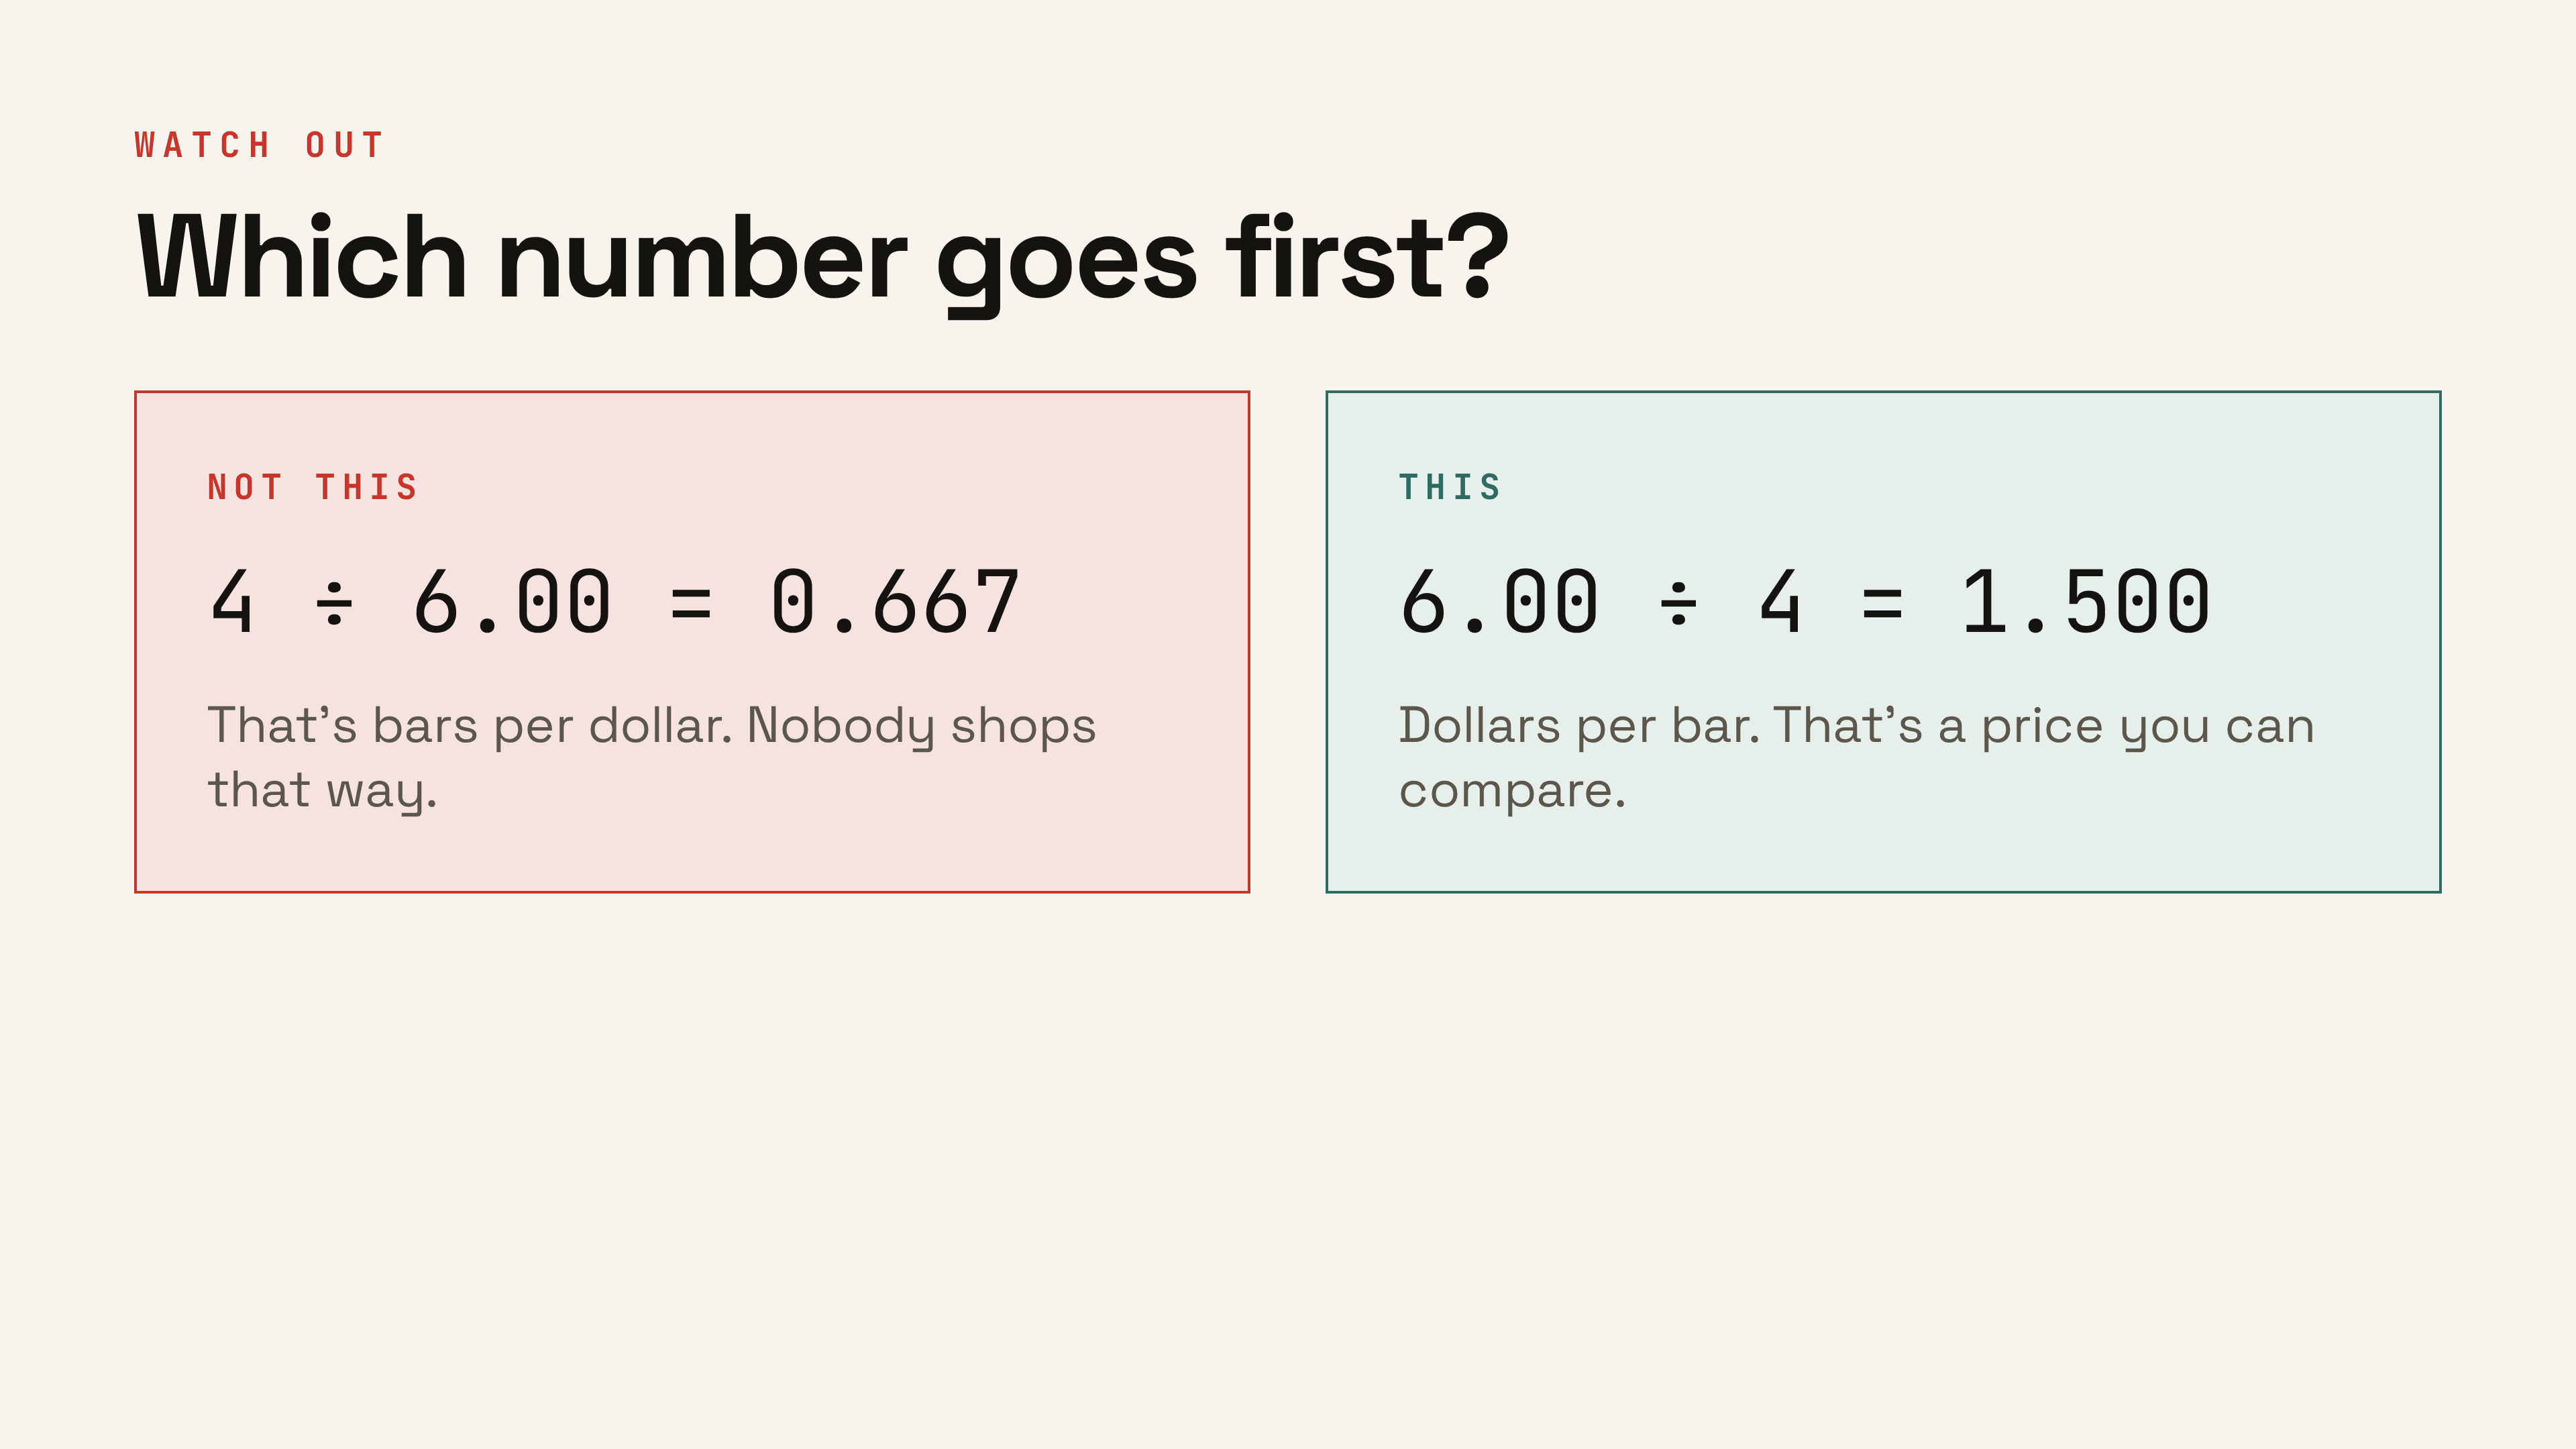 WATCH OUT
Which number goes first?
NOT THIS
4 ÷ 6.00 = 0.667
That’s bars per dollar. Nobody shops
that way.
THIS
6.00 ÷ 4 = 1.500
Dollars per bar. That’s a price you can
compare.